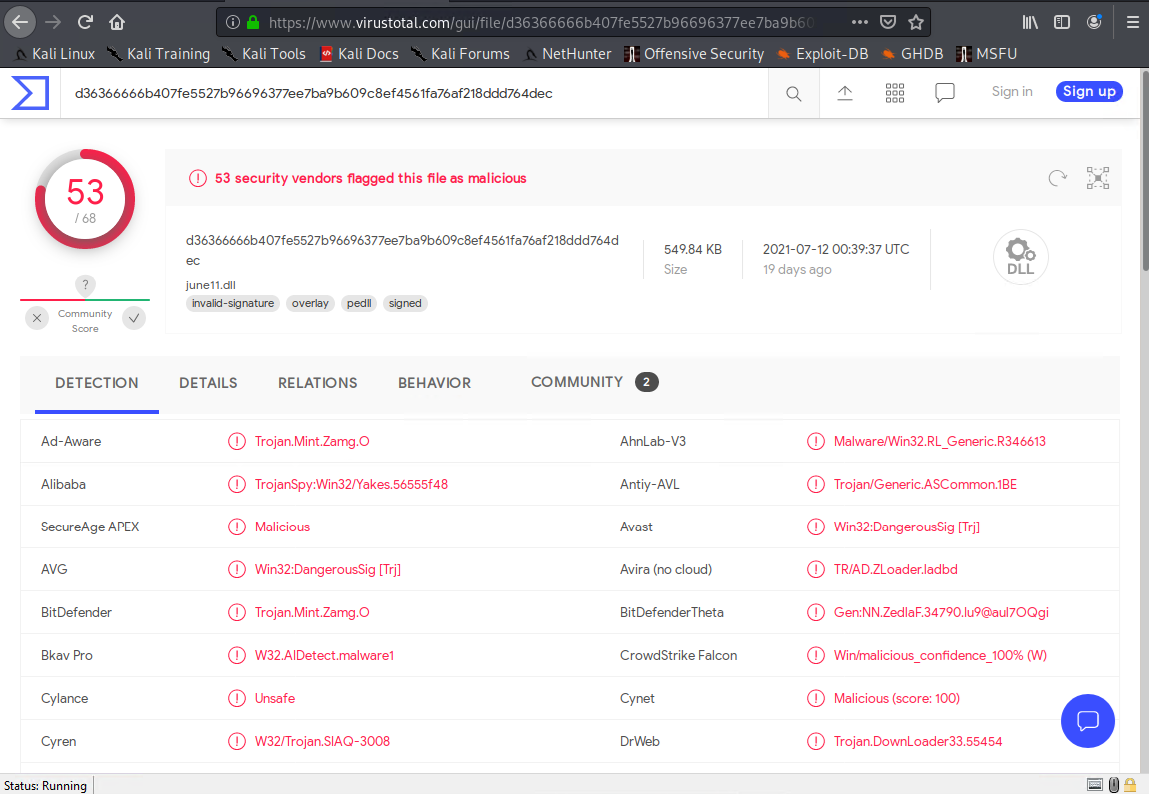 https://www.virustotal.com/gui/file/d36366666b407fe5527b96696377ee7ba9b60
Kali Linux Kali Training Kali Tools Kali Docs Kali Forums NetHunter Offensive Security Exploit-DB GHDB MSFU
d36366666b407fe5527b96696377ee7ba9b609c8ef4561fa76af218ddd764dec
Sign in Sign up
53
/ 68
53 security vendors flagged this file as malicious
d36366666b407fe5527b96696377ee7ba9b609c8ef4561fa76af218ddd764d
ec
june11.dll
invalid-signature overlay pedll signed
549.84 KB
Size
2021-07-12 00:39:37 UTC
19 days ago
DLL
?
Community
Score
DETECTION DETAILS RELATIONS BEHAVIOR COMMUNITY 2
Ad-Aware Trojan.Mint.Zamg.O AhnLab-V3 Malware/Win32.RL_Generic.R346613
Alibaba TrojanSpy:Win32/Yakes.56555f48 Antiy-AVL Trojan/Generic.ASCommon.1BE
SecureAge APEX Malicious Avast Win32:DangerousSig [Trj]
AVG Win32:DangerousSig [Trj] Avira (no cloud) TR/AD.ZLoader.ladbd
BitDefender Trojan.Mint.Zamg.O BitDefenderTheta Gen:NN.ZedlaF.34790.lu9@aul7OQgi
Bkav Pro W32.AIDetect.malware1 CrowdStrike Falcon Win/malicious_confidence_100% (W)
Cylance Unsafe Cynet Malicious (score: 100)
Cyren W32/Trojan.SIAQ-3008 DrWeb Trojan.DownLoader33.55454
Status: Running